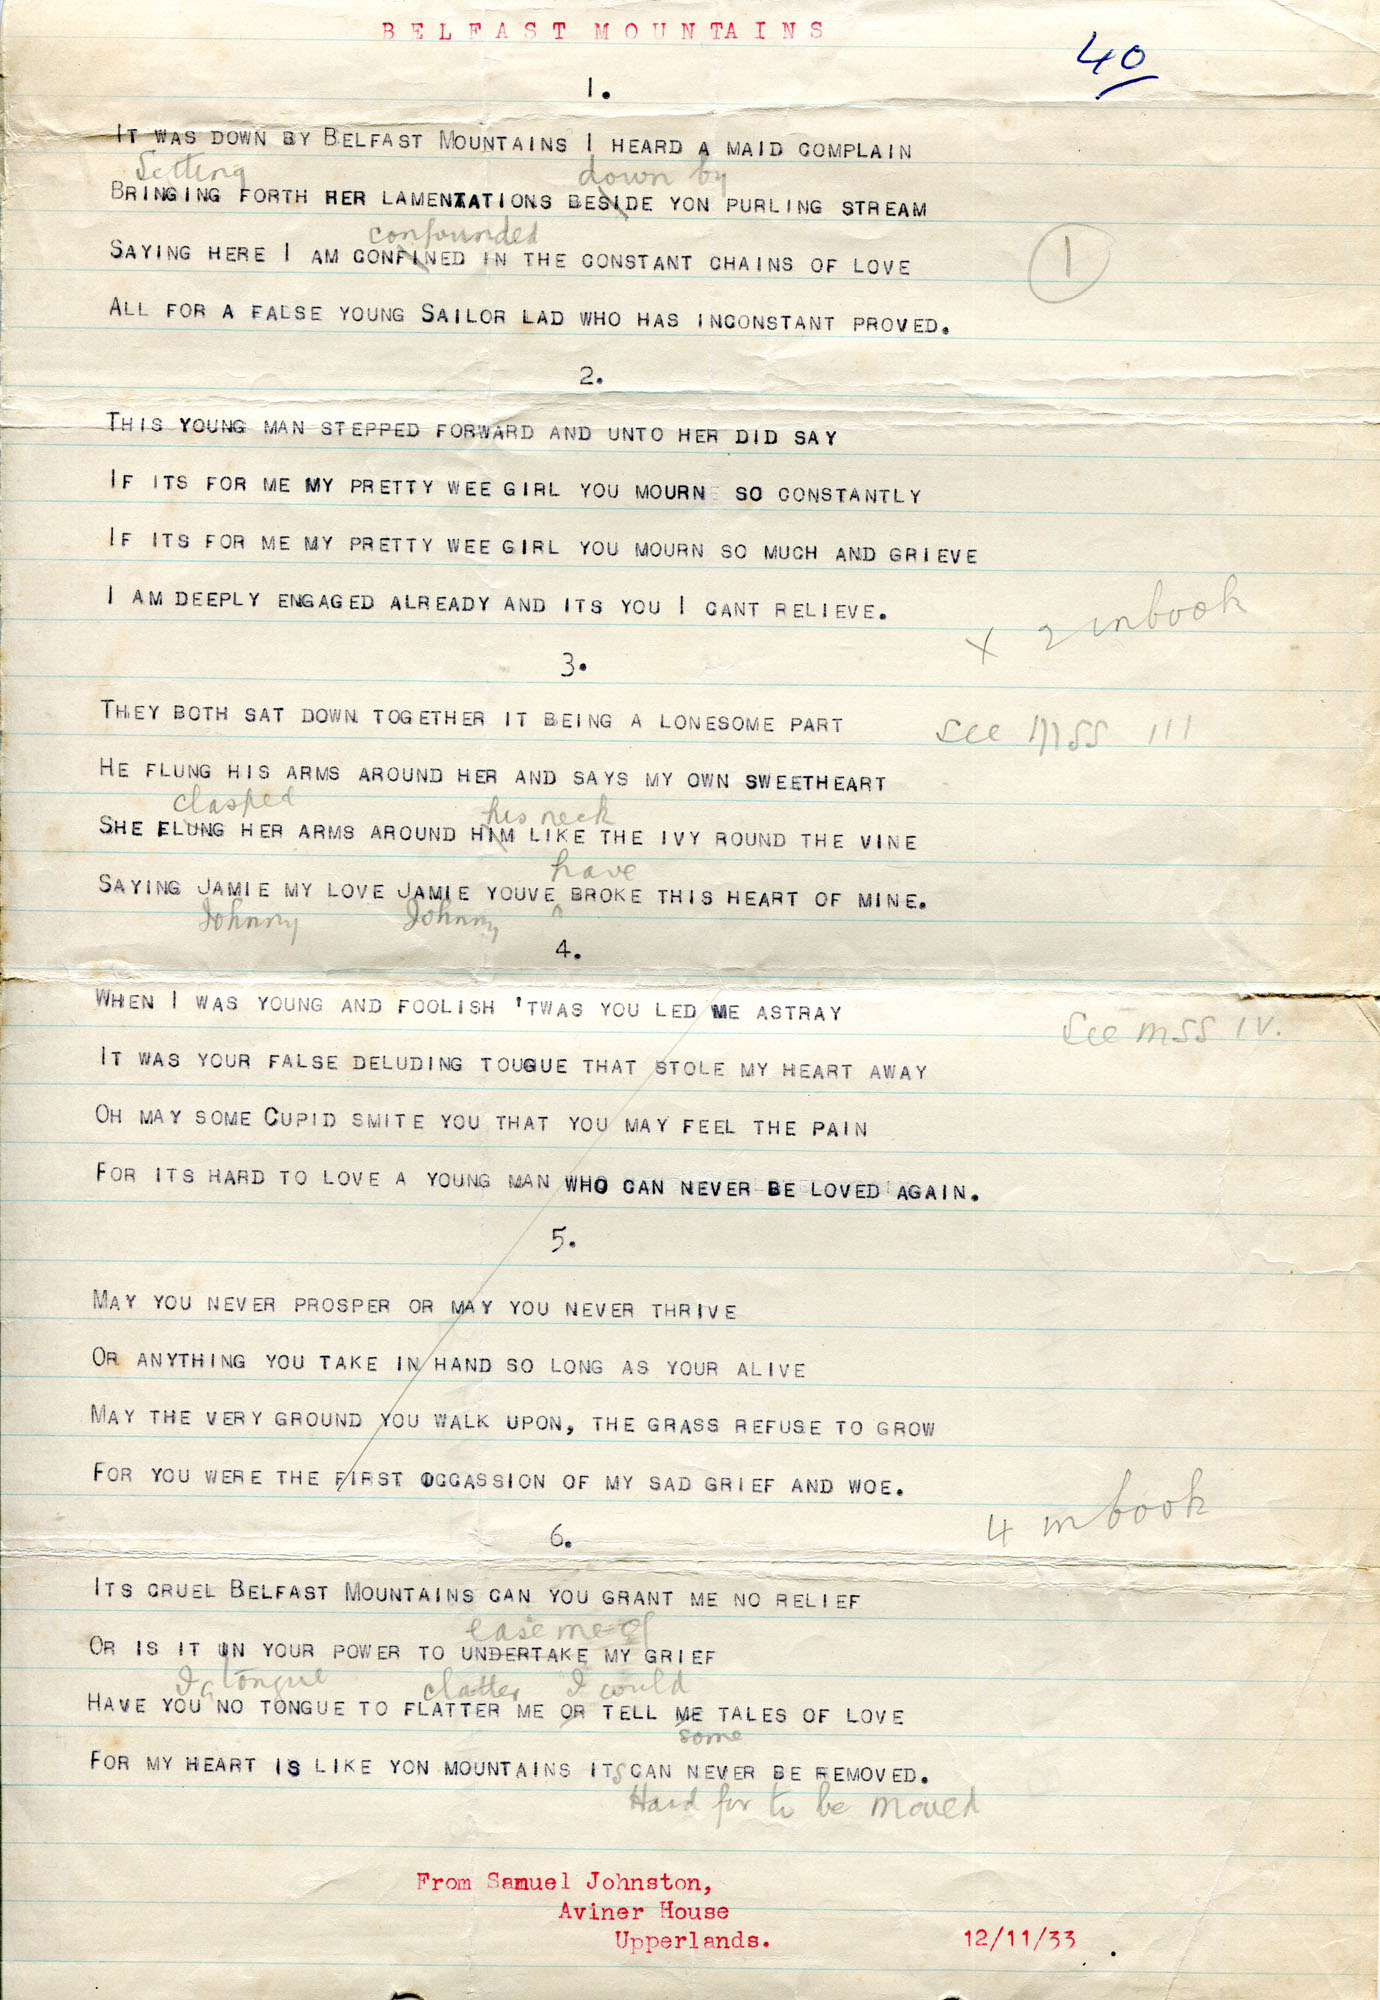 BELFAST MOUNTAINS
40
1.
IT WAS DOWN BY BELFAST MOUNTAINS I HEARD A MAID COMPLAIN
Setting down by
BRINGING FORTH HER LAMENTATIONS BESIDE YON PURLING STREAM
confounded
SAYING HERE I AM CONFINED IN THE CONSTANT CHAINS OF LOVE
1
ALL FOR A FALSE YOUNG SAILOR LAD WHO HAS INCONSTANT PROVED.
2.
THIS YOUNG MAN STEPPED FORWARD AND UNTO HER DID SAY
IF ITS FOR ME MY PRETTY WEE GIRL YOU MOURN SO CONSTANTLY
IF ITS FOR ME MY PRETTY WEE GIRL YOU MOURN SO MUCH AND GRIEVE
I AM DEEPLY ENGAGED ALREADY AND ITS YOU I CANT RELIEVE.
x 2 in book
3.
THEY BOTH SAT DOWN TOGETHER IT BEING A LONESOME PART
See MSS III
HE FLUNG HIS ARMS AROUND HER AND SAYS MY OWN SWEETHEART
clasped his neck
SHE FLUNG HER ARMS AROUND HIM LIKE THE IVY ROUND THE VINE
have
SAYING JAMIE MY LOVE JAMIE YOUVE BROKE THIS HEART OF MINE.
Johnny Johnny
4.
WHEN I WAS YOUNG AND FOOLISH 'TWAS YOU LED ME ASTRAY
See MSS IV.
IT WAS YOUR FALSE DELUDING TOUGUE THAT STOLE MY HEART AWAY
OH MAY SOME CUPID SMITE YOU THAT YOU MAY FEEL THE PAIN
FOR ITS HARD TO LOVE A YOUNG MAN WHO CAN NEVER BE LOVED AGAIN.
5.
MAY YOU NEVER PROSPER OR MAY YOU NEVER THRIVE
OR ANYTHING YOU TAKE IN HAND SO LONG AS YOUR ALIVE
MAY THE VERY GROUND YOU WALK UPON, THE GRASS REFUSE TO GROW
FOR YOU WERE THE FIRST OCCASSION OF MY SAD GRIEF AND WOE.
4 in book
6.
ITS CRUEL BELFAST MOUNTAINS CAN YOU GRANT ME NO RELIEF
ease me of
OR IS IT IN YOUR POWER TO UNDERTAKE MY GRIEF
I a tongue clatter I could
HAVE YOU NO TONGUE TO FLATTER ME OR TELL ME TALES OF LOVE
some
FOR MY HEART IS LIKE YON MOUNTAINS ITS CAN NEVER BE REMOVED.
Hard for to be moved
From Samuel Johnston,
Aviner House
Upperlands.
12/11/33